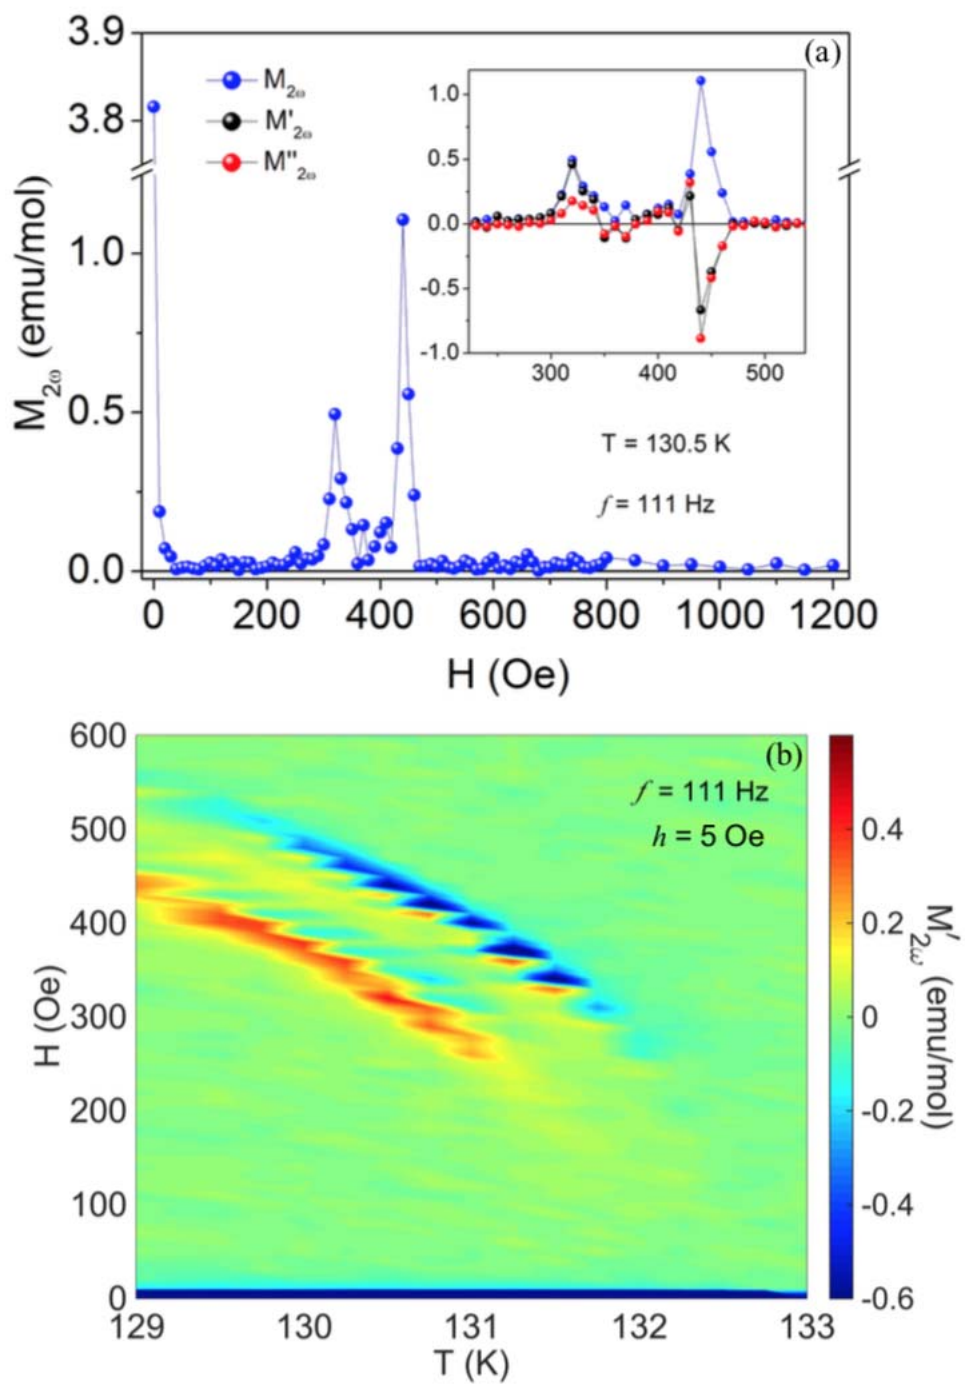 (a)
M2ω
M'2ω
M''2ω
3.9
3.8
1.0
0.5
0.0
M2ω (emu/mol)
1.0
0.5
0.0
-0.5
-1.0
300 400 500
T = 130.5 K
f = 111 Hz
0 200 400 600 800 1000 1200
H (Oe)
(b)
f = 111 Hz
h = 5 Oe
600
500
400
300
200
100
0
H (Oe)
129 130 131 132 133
T (K)
0.4
0.2
0
-0.2
-0.4
-0.6
M′2ω (emu/mol)